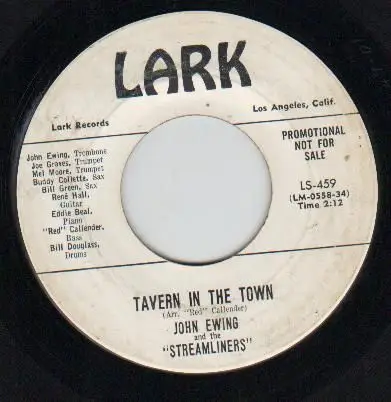 LARK
Lark Records
Los Angeles, Calif.
John Ewing, Trombone
Joe Graves, Trumpet
Mel Moore, Trumpet
Buddy Collette, Sax
Bill Green, Sax
René Hall,
Guitar
Eddie Beal,
Piano
"Red" Callender,
Bass
Bill Douglass,
Drums
PROMOTIONAL
NOT FOR
SALE
LS-459
(LM-0558-34)
Time 2:12
TAVERN IN THE TOWN
(Arr. "Red" Callender)
JOHN EWING
and the
"STREAMLINERS"